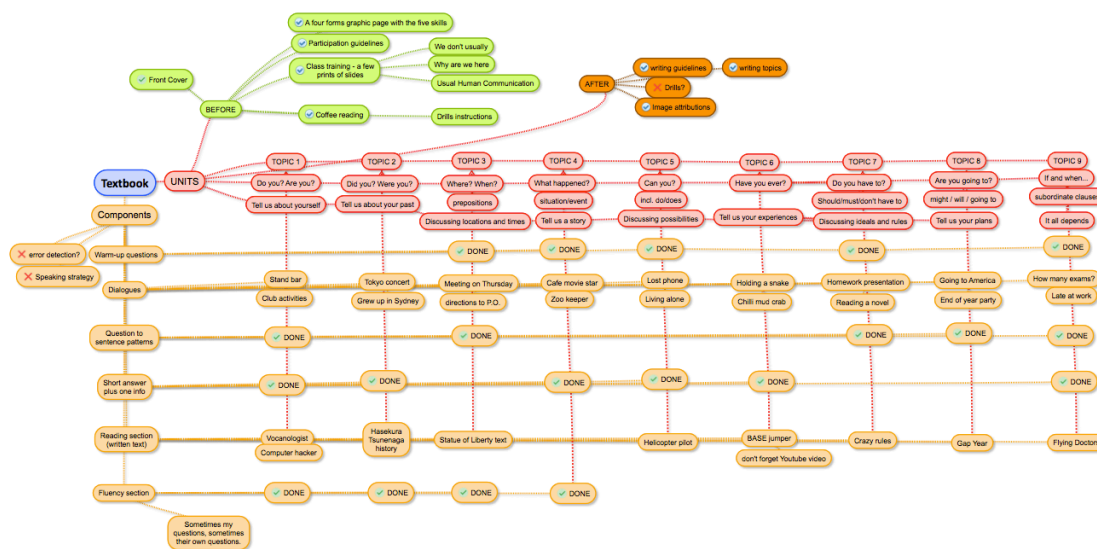 A four forms graphic page with the five skills
Participation guidelines
We don't usually
Class training - a few
prints of slides
Why are we here
Usual Human Communication
Front Cover
BEFORE
Coffee reading
Drills instructions
AFTER
writing guidelines
writing topics
Drills?
Image attributions
Textbook
UNITS
TOPIC 1
TOPIC 2
TOPIC 3
TOPIC 4
TOPIC 5
TOPIC 6
TOPIC 7
TOPIC 8
TOPIC 9
Do you? Are you?
Did you? Were you?
Where? When?
What happened?
Can you?
Have you ever?
Do you have to?
Are you going to?
If and when...
Tell us about yourself
Tell us about your past
prepositions
situation/event
incl. do/does
Should/must/don't have to
might / will / going to
subordinate clauses
Discussing locations and times
Tell us a story
Discussing possibilities
Tell us your experiences
Discussing ideals and rules
Tell us your plans
It all depends
Components
error detection?
Speaking strategy
Warm-up questions
DONE
DONE
DONE
DONE
DONE
Dialogues
Stand bar
Tokyo concert
Meeting on Thursday
Cafe movie star
Lost phone
Holding a snake
Homework presentation
Going to America
How many exams?
Club activities
Grew up in Sydney
directions to P.O.
Zoo keeper
Living alone
Chilli mud crab
Reading a novel
End of year party
Late at work
Question to
sentence patterns
DONE
DONE
DONE
DONE
DONE
Short answer
plus one info
DONE
DONE
DONE
DONE
DONE
DONE
Reading section
(written text)
Vocanologist
Hasekura
Tsunenaga
history
Statue of Liberty text
Helicopter pilot
BASE jumper
Crazy rules
Gap Year
Flying Doctors
Computer hacker
don't forget Youtube video
Fluency section
DONE
DONE
DONE
DONE
Sometimes my
questions, sometimes
their own questions.